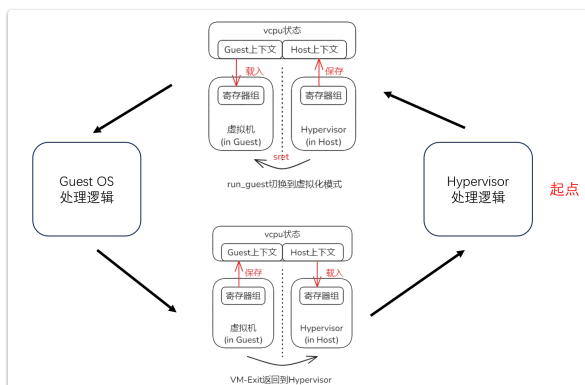 vcpu状态
Guest上下文 Host上下文
载入 保存
寄存器组 寄存器组
虚拟机
(in Guest)
Hypervisor
(in Host)
sret
run_guest切换到虚拟化模式
Guest OS
处理逻辑
Hypervisor
处理逻辑
起点
vcpu状态
Guest上下文 Host上下文
保存 载入
寄存器组 寄存器组
虚拟机
(in Guest)
Hypervisor
(in Host)
VM-Exit返回到Hypervisor